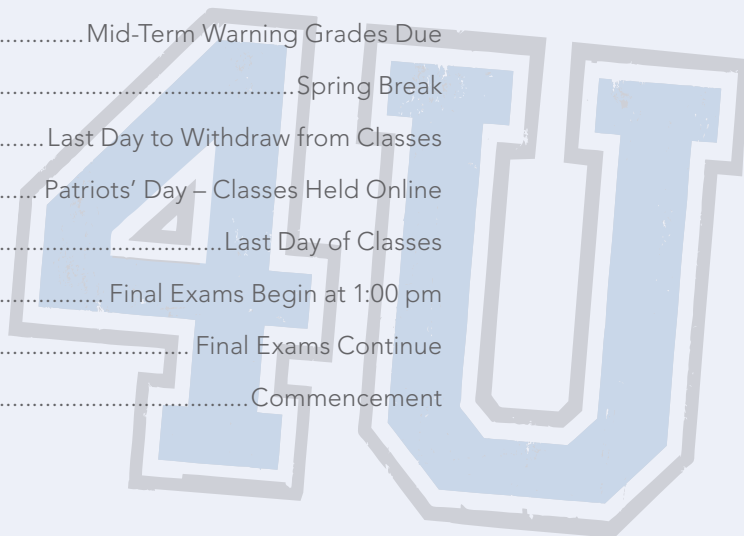 .............Mid-Term Warning Grades Due
..........................................Spring Break
.......Last Day to Withdraw from Classes
...... Patriots’ Day – Classes Held Online
................................Last Day of Classes
............... Final Exams Begin at 1:00 pm
........................... Final Exams Continue
....................................Commencement
4U